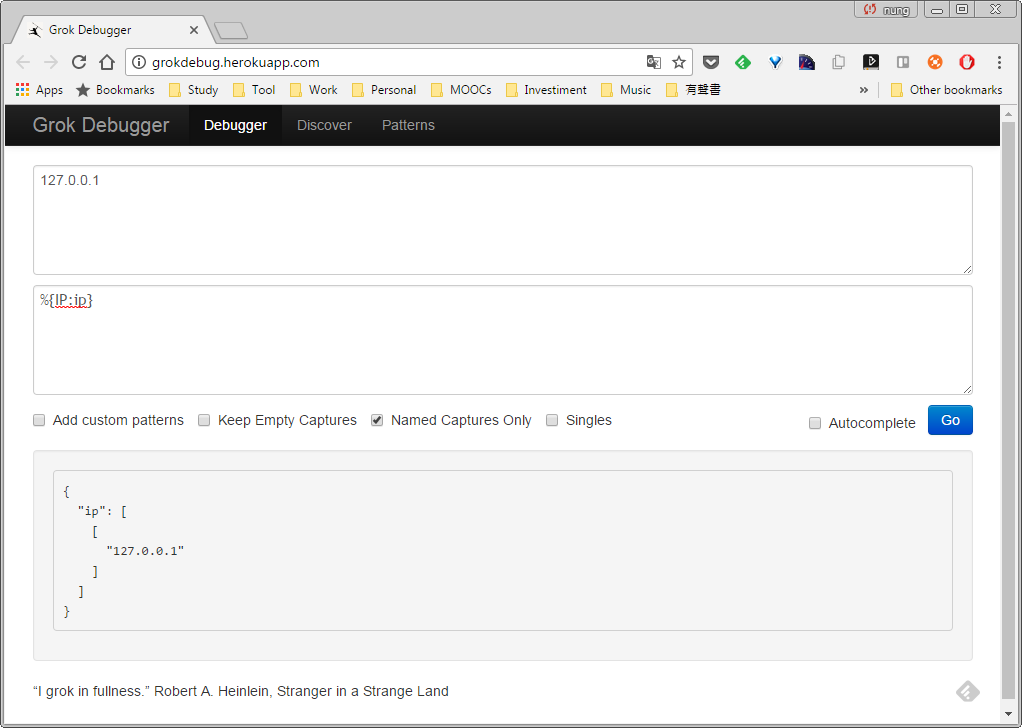 nung
Grok Debugger
grokdebug.herokuapp.com
Apps Bookmarks Study Tool Work Personal MOOCs Investiment Music 有聲書 » Other bookmarks
Grok Debugger Debugger Discover Patterns
127.0.0.1
%{IP:ip}
Add custom patterns Keep Empty Captures Named Captures Only Singles Autocomplete Go
{
"ip": [
[
"127.0.0.1"
]
]
}
“I grok in fullness.” Robert A. Heinlein, Stranger in a Strange Land